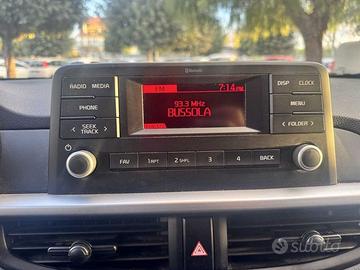 Bluetooth
RADIO MEDIA
FM
7:14
DISP CLOCK
93.3 MHz
BUSSOLA
PHONE
MENU
SEEK
TRACK
FOLDER
FAV
1 RPT
2 SHFL
3
4
BACK
subito